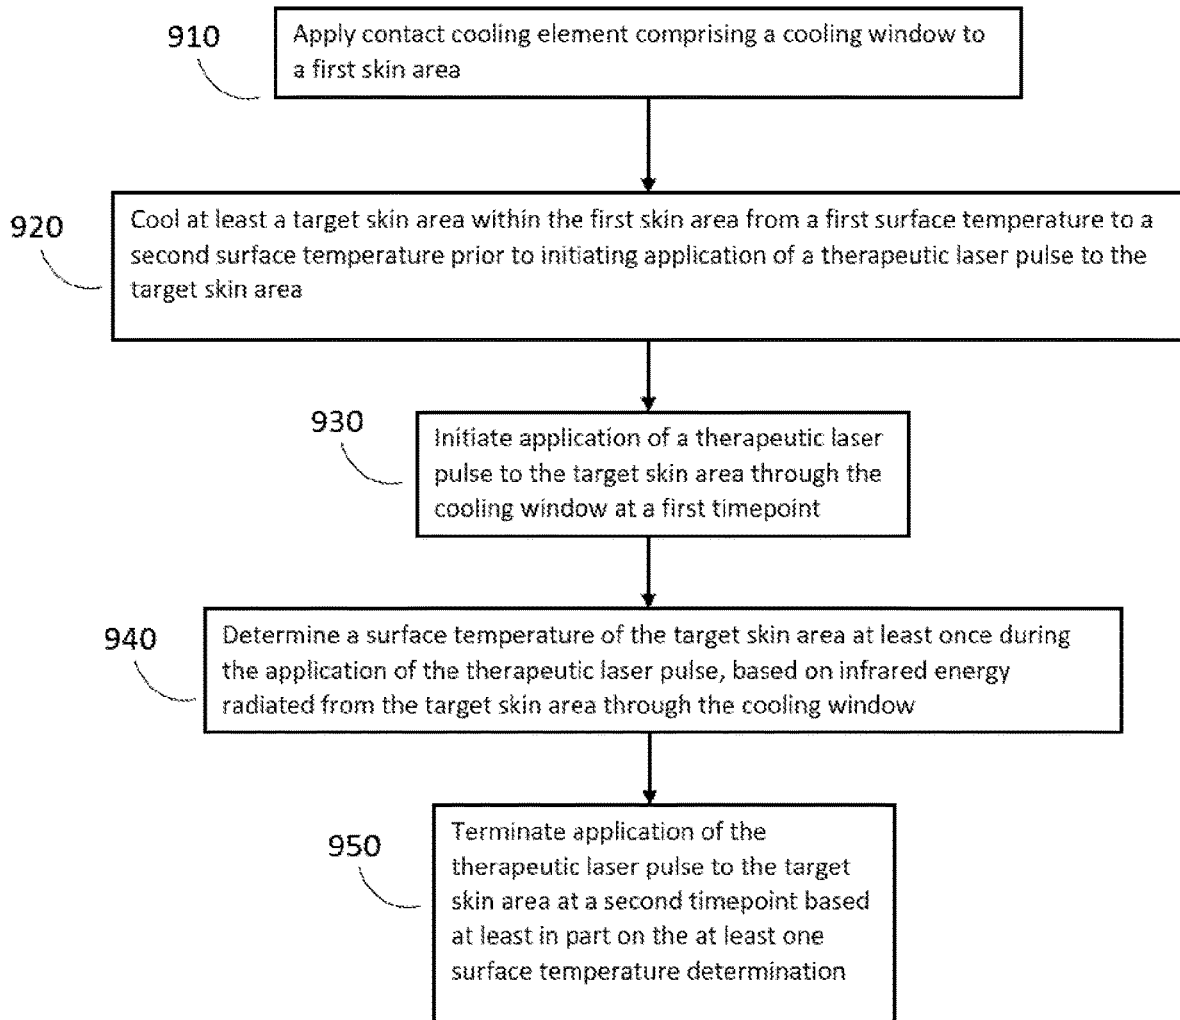 910
Apply contact cooling element comprising a cooling window to
a first skin area
920
Cool at least a target skin area within the first skin area from a first surface temperature to a
second surface temperature prior to initiating application of a therapeutic laser pulse to the
target skin area
930
Initiate application of a therapeutic laser
pulse to the target skin area through the
cooling window at a first timepoint
940
Determine a surface temperature of the target skin area at least once during
the application of the therapeutic laser pulse, based on infrared energy
radiated from the target skin area through the cooling window
950
Terminate application of the
therapeutic laser pulse to the target
skin area at a second timepoint based
at least in part on the at least one
surface temperature determination